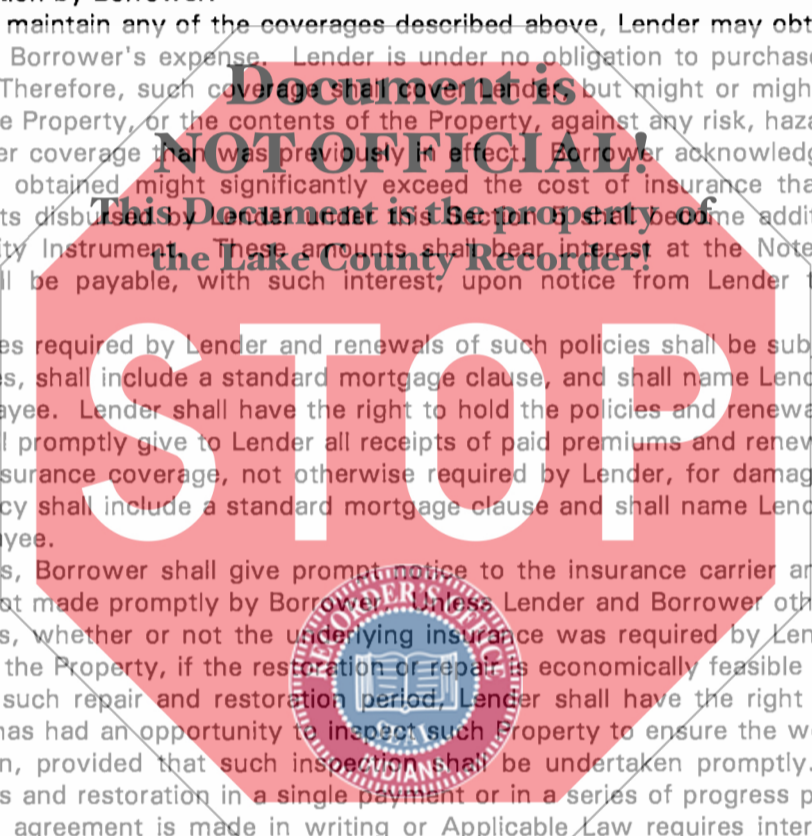 ion by Borrower.
maintain any of the coverages described above, Lender may obt
Borrower's expense. Lender is under no obligation to purchas
Therefore, such coverage shall cover Lender, but might or migh
e Property, or the contents of the Property, against any risk, haza
er coverage than was previously in effect. Borrower acknowledg
obtained might significantly exceed the cost of insurance tha
ts disbursed by Lender under this Section 5 shall become addi
ity Instrument. These amounts shall bear interest at the Note
ll be payable, with such interest, upon notice from Lender t
Document is
NOT OFFICIAL!
This Document is the property of
the Lake County Recorder!
es required by Lender and renewals of such policies shall be sub
s, shall include a standard mortgage clause, and shall name Lend
ayee. Lender shall have the right to hold the policies and renewa
l promptly give to Lender all receipts of paid premiums and renew
surance coverage, not otherwise required by Lender, for damag
cy shall include a standard mortgage clause and shall name Lend
yee.
STOP
s, Borrower shall give prompt notice to the insurance carrier an
ot made promptly by Borrower. Unless Lender and Borrower oth
s, whether or not the underlying insurance was required by Len
the Property, if the restoration or repair is economically feasible
such repair and restoration period, Lender shall have the right
has had an opportunity to inspect such Property to ensure the w
n, provided that such inspection shall be undertaken promptly.
s and restoration in a single payment or in a series of progress p
agreement is made in writing or Applicable Law requires inter
RECORDER'S OFFICE
SEAL
INDIANA